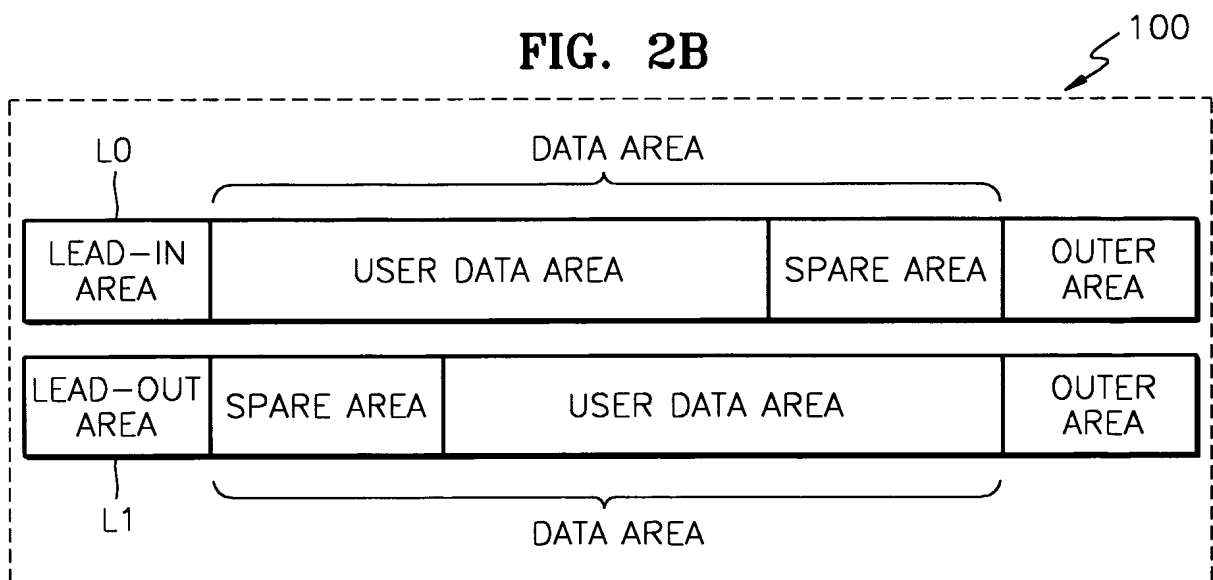 FIG. 2B
100
L0
DATA AREA
LEAD-IN
AREA
USER DATA AREA
SPARE AREA
OUTER
AREA
LEAD-OUT
AREA
SPARE AREA
USER DATA AREA
OUTER
AREA
L1
DATA AREA